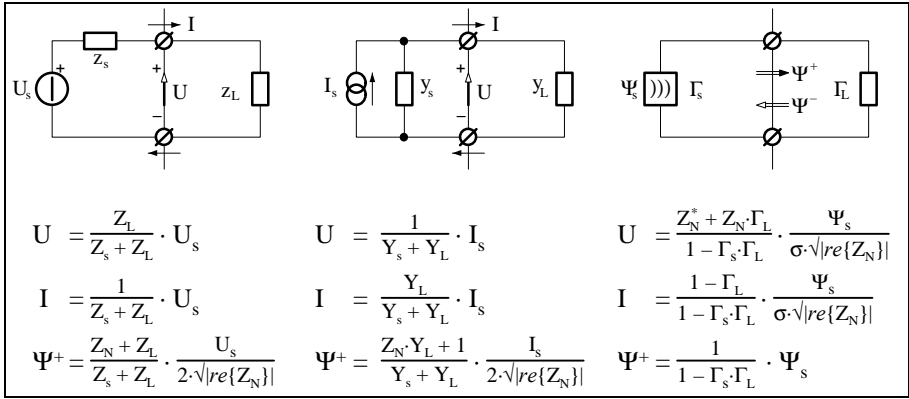 I I
z_s
+ + + Ψ⁺
U_s U z_L I_s y_s U y_L Ψ_s ))) Γ_s Γ_L
Ψ⁻
− −
U = Z_L / (Z_s + Z_L) · U_s U = 1 / (Y_s + Y_L) · I_s U = (Z_N^* + Z_N·Γ_L) / (1 − Γ_s·Γ_L) · Ψ_s / (σ·√|re{Z_N}|)
I = 1 / (Z_s + Z_L) · U_s I = Y_L / (Y_s + Y_L) · I_s I = (1 − Γ_L) / (1 − Γ_s·Γ_L) · Ψ_s / (σ·√|re{Z_N}|)
Ψ⁺ = (Z_N + Z_L) / (Z_s + Z_L) · U_s / (2·√|re{Z_N}|) Ψ⁺ = (Z_N·Y_L + 1) / (Y_s + Y_L) · I_s / (2·√|re{Z_N}|) Ψ⁺ = 1 / (1 − Γ_s·Γ_L) · Ψ_s